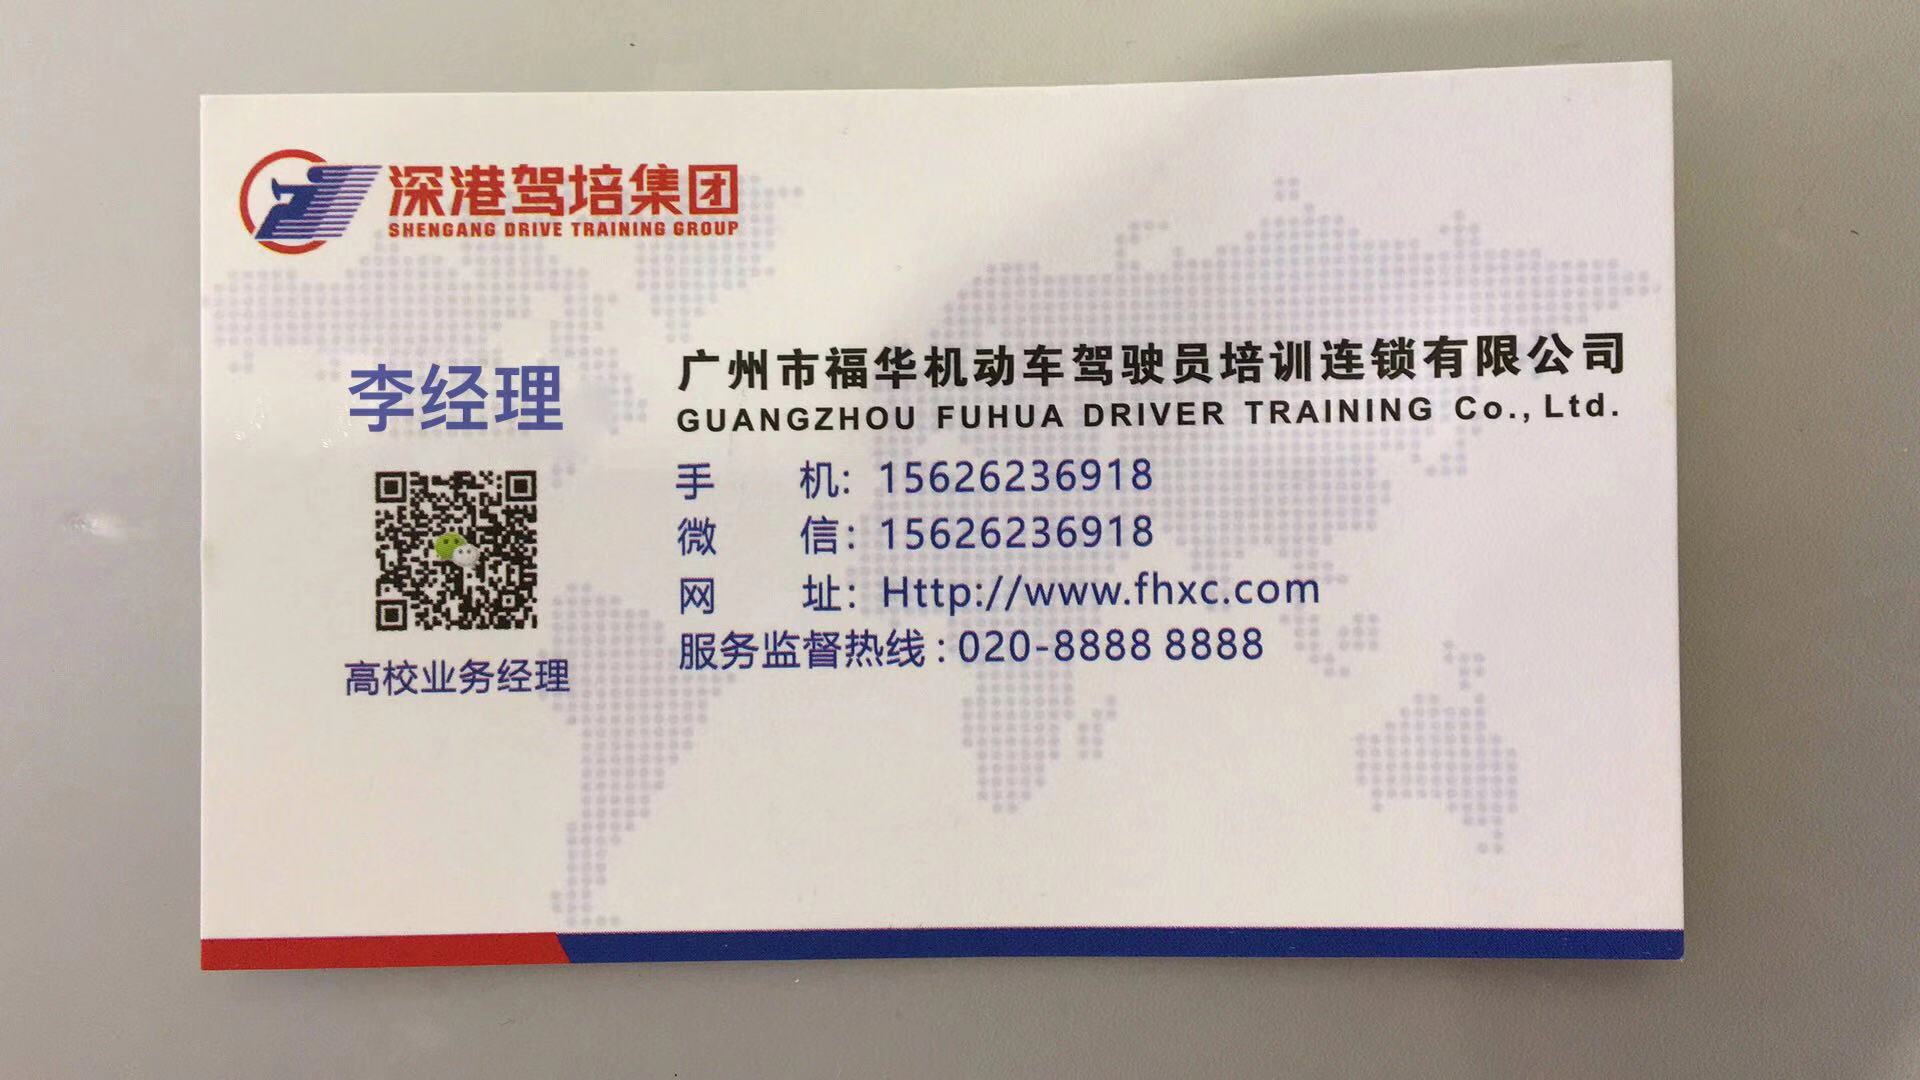 深港驾培集团
SHENGANG DRIVE TRAINING GROUP
李经理
高校业务经理
广州市福华机动车驾驶员培训连锁有限公司
GUANGZHOU FUHUA DRIVER TRAINING Co., Ltd.
手 机: 15626236918
微 信: 15626236918
网 址: Http://www.fhxc.com
服务监督热线: 020-8888 8888